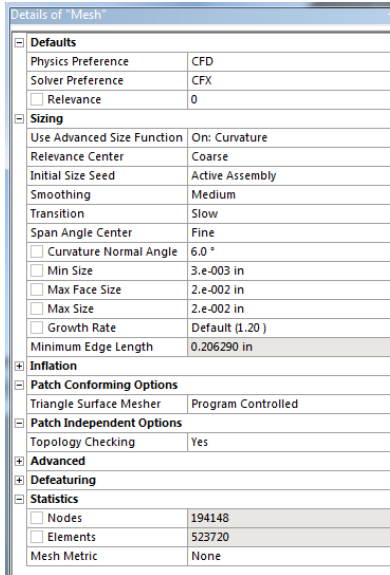 Details of "Mesh"
Defaults
Physics Preference CFD
Solver Preference CFX
Relevance 0
Sizing
Use Advanced Size Function On: Curvature
Relevance Center Coarse
Initial Size Seed Active Assembly
Smoothing Medium
Transition Slow
Span Angle Center Fine
Curvature Normal Angle 6.0 °
Min Size 3.e-003 in
Max Face Size 2.e-002 in
Max Size 2.e-002 in
Growth Rate Default (1.20 )
Minimum Edge Length 0.206290 in
Inflation
Patch Conforming Options
Triangle Surface Mesher Program Controlled
Patch Independent Options
Topology Checking Yes
Advanced
Defeaturing
Statistics
Nodes 194148
Elements 523720
Mesh Metric None